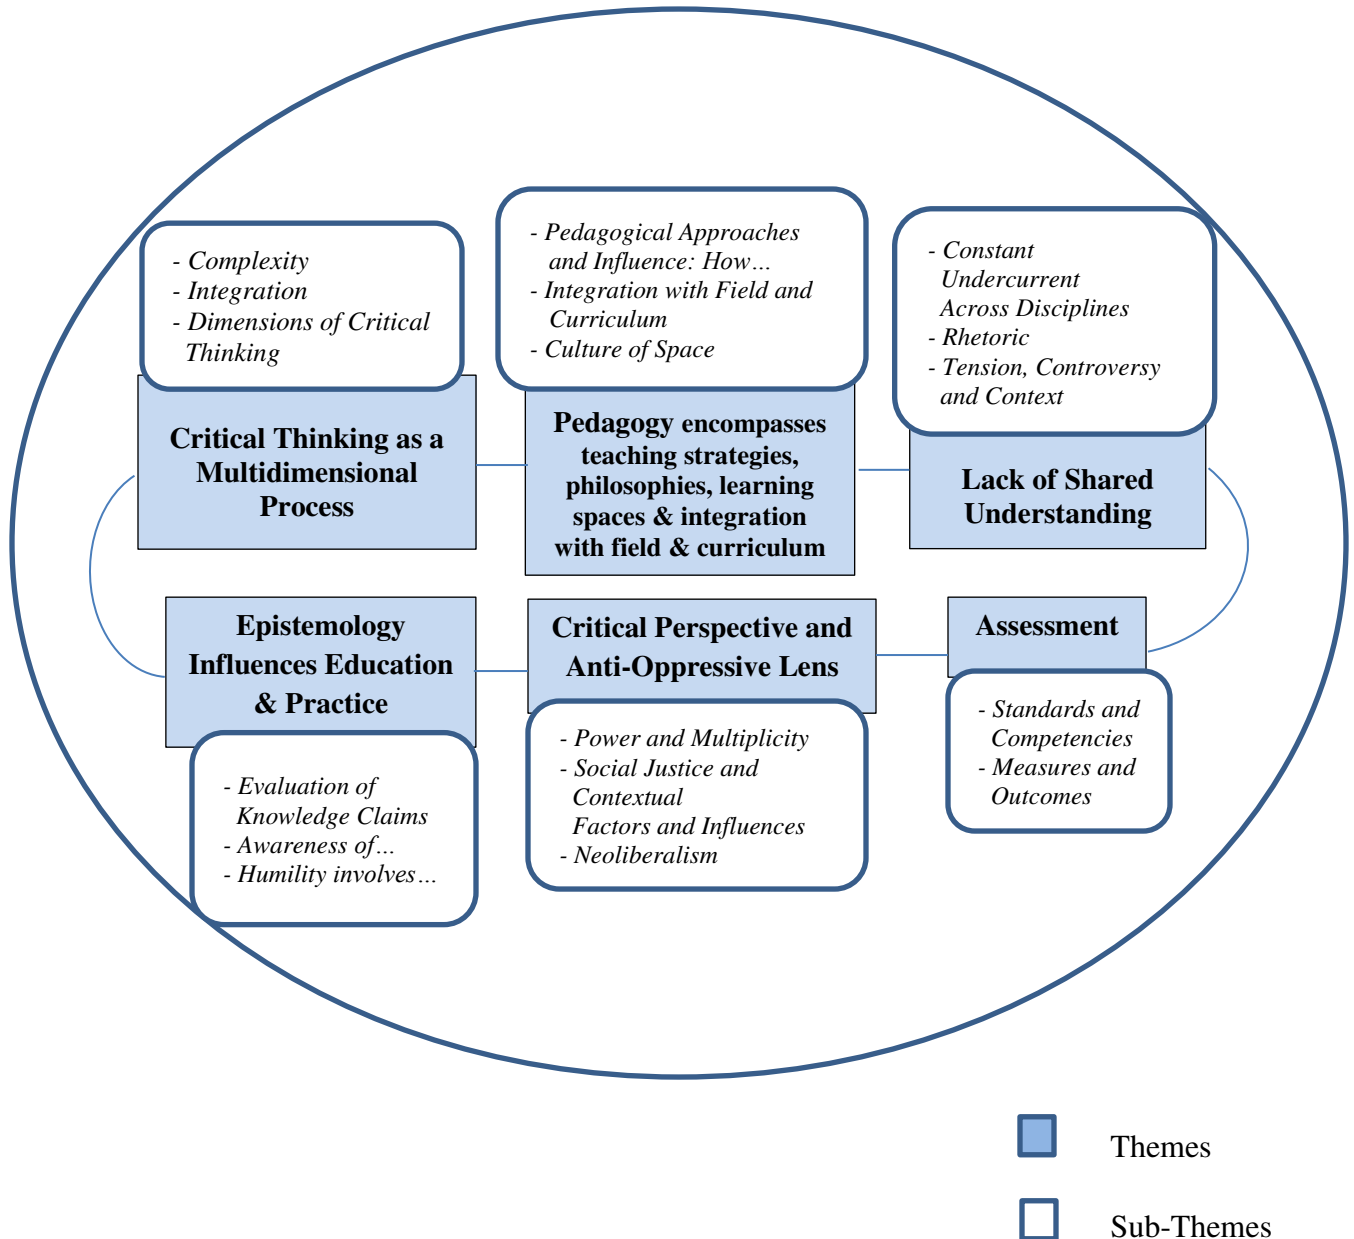 - Complexity
- Integration
- Dimensions of Critical
Thinking
- Pedagogical Approaches
and Influence: How…
- Integration with Field and
Curriculum
- Culture of Space
- Constant
Undercurrent
Across Disciplines
- Rhetoric
- Tension, Controversy
and Context
Critical Thinking as a
Multidimensional
Process
Pedagogy encompasses
teaching strategies,
philosophies, learning
spaces & integration
with field & curriculum
Lack of Shared
Understanding
Epistemology
Influences Education
& Practice
Critical Perspective and
Anti-Oppressive Lens
Assessment
- Evaluation of
Knowledge Claims
- Awareness of…
- Humility involves…
- Power and Multiplicity
- Social Justice and
Contextual
Factors and Influences
- Neoliberalism
- Standards and
Competencies
- Measures and
Outcomes
Themes
Sub-Themes